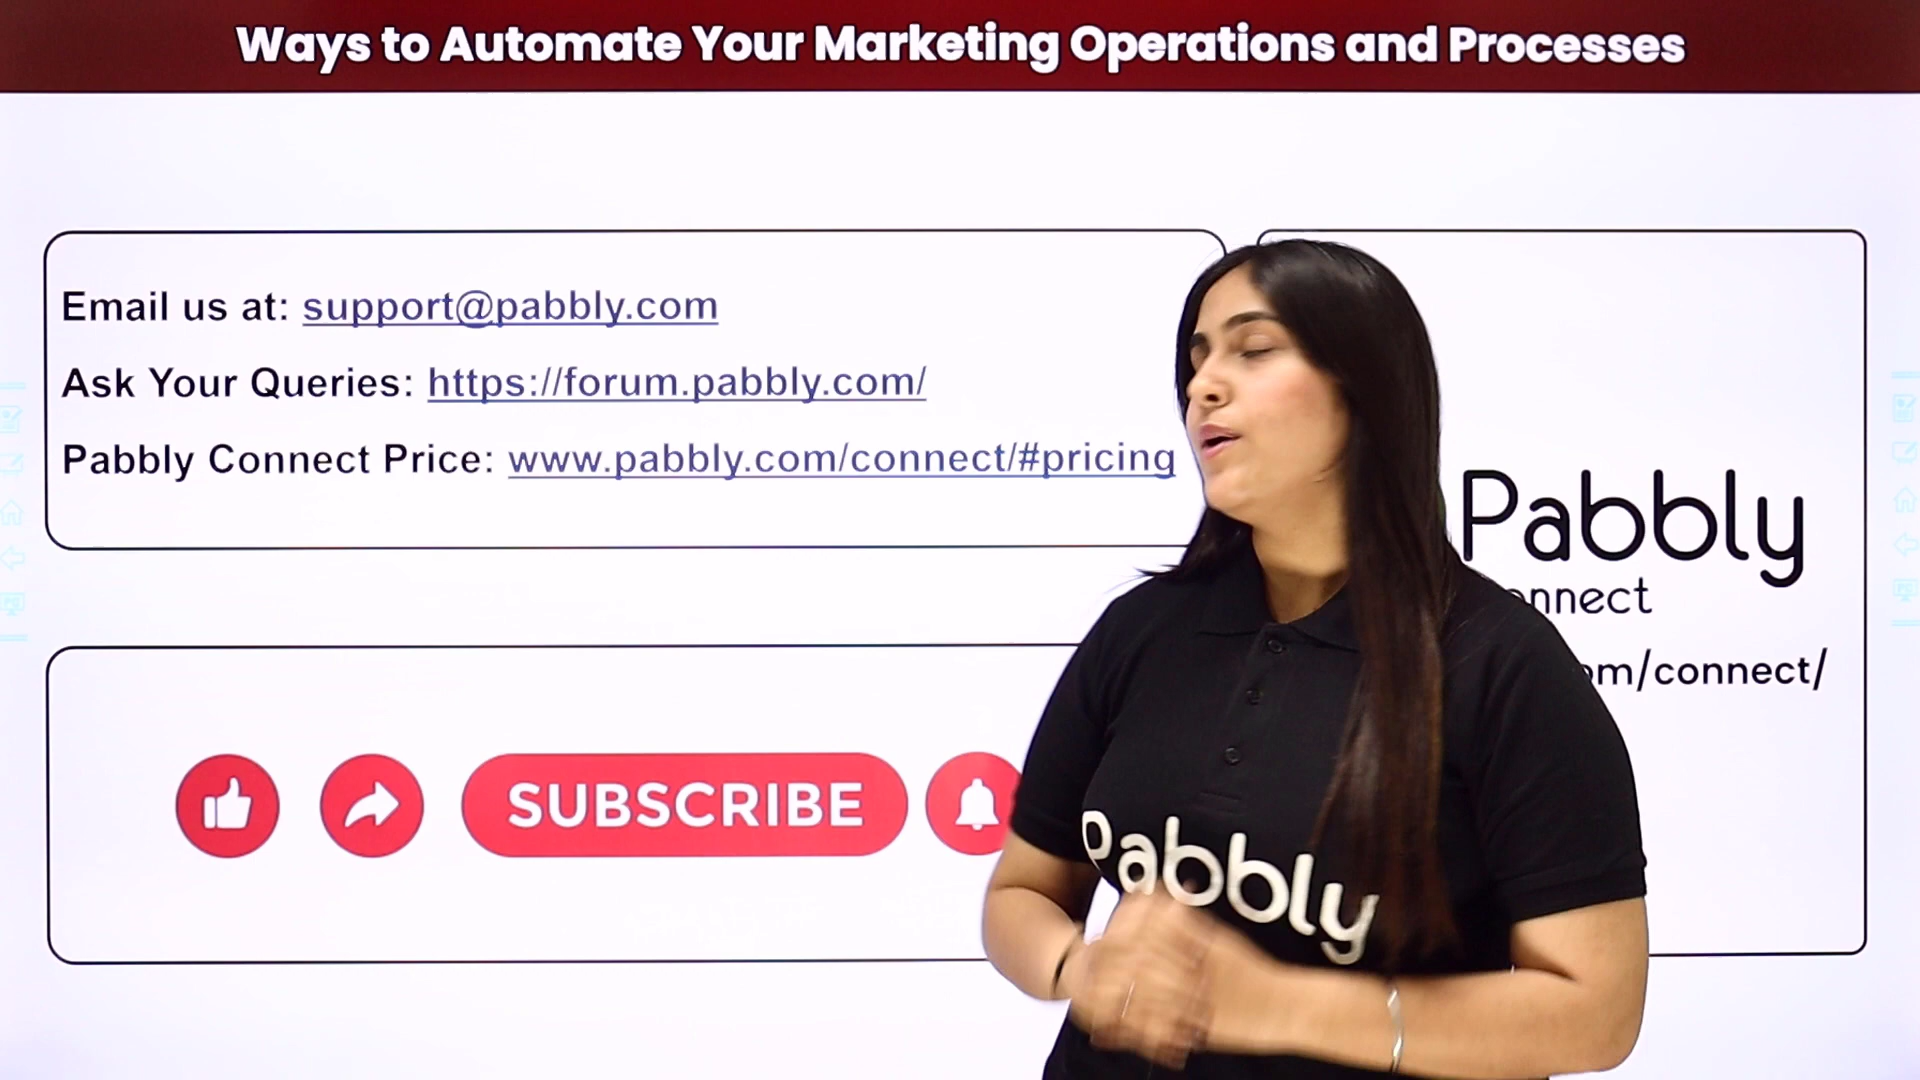 Ways to Automate Your Marketing Operations and Processes
Email us at: support@pabbly.com
Ask Your Queries: https://forum.pabbly.com/
Pabbly Connect Price: www.pabbly.com/connect/#pricing
Pabbly
SUBSCRIBE
Pabbly